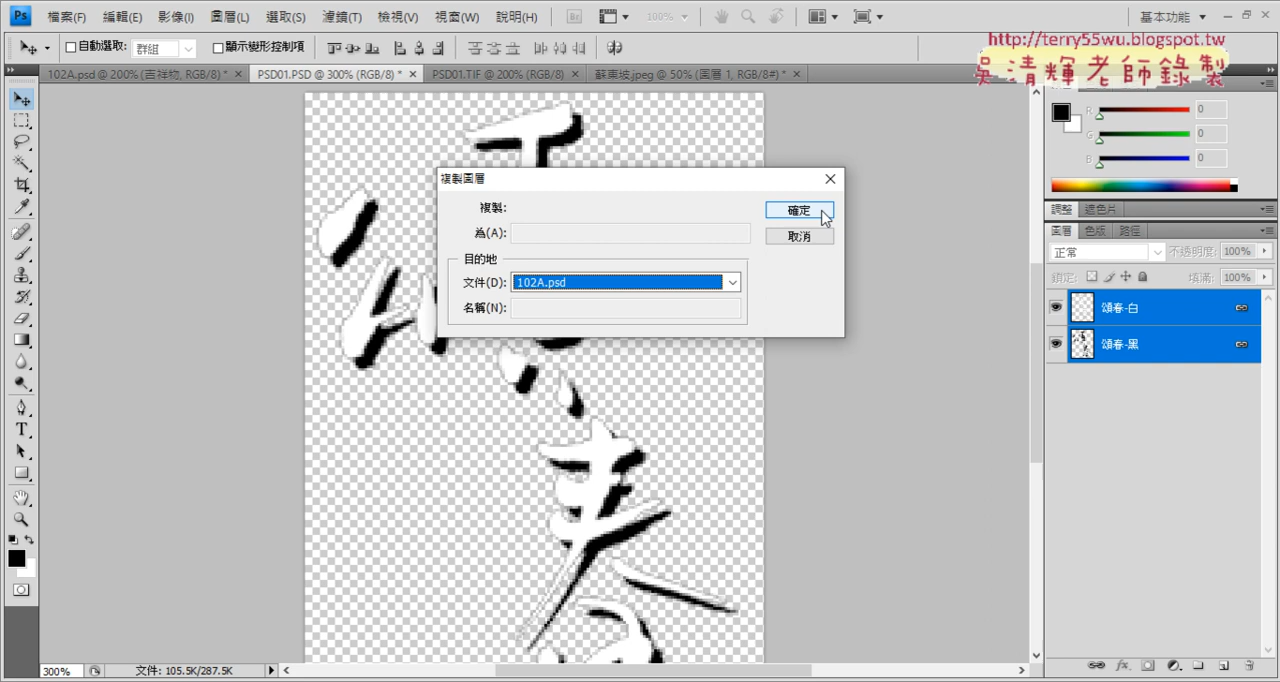 Ps 檔案(F) 編輯(E) 影像(I) 圖層(L) 選取(S) 濾鏡(T) 檢視(V) 視窗(W) 說明(H) Br 100% 基本功能
自動選取: 群組 顯示變形控制項
http://terry55wu.blogspot.tw
吳清輝老師錄製
102A.psd @ 200% (吉祥物, RGB/8) * × PSD01.PSD @ 300% (RGB/8) * × PSD01.TIF @ 200% (RGB/8) × 蘇東坡.jpeg @ 50% (圖層 1, RGB/8#) * ×
R 0
G 0
B 0
調整 遮色片
圖層 色版 路徑
正常 不透明度: 100%
鎖定: 填滿: 100%
頌春-白
頌春-黑
複製圖層
複製:
確定
為(A):
取消
目的地
文件(D): 102A.psd
名稱(N):
300% 文件: 105.5K/287.5K